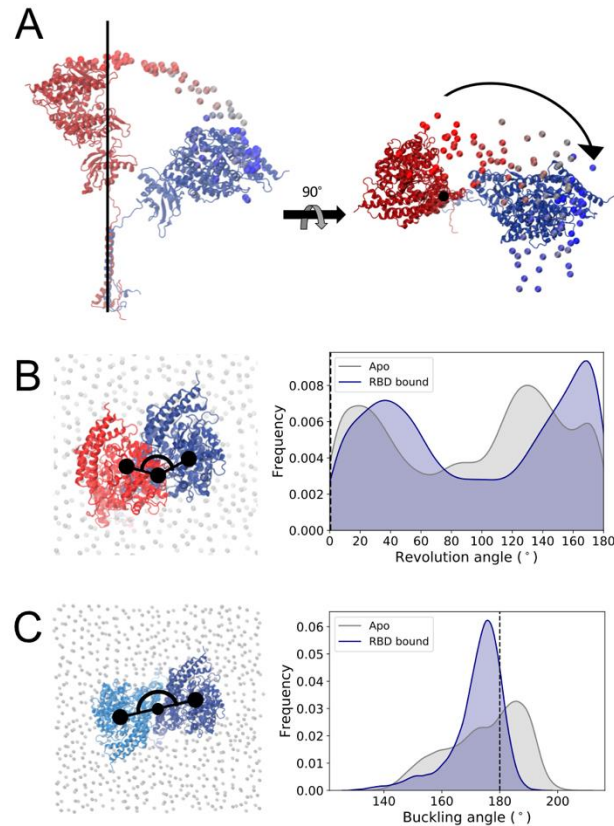 A
90°
B
Apo
RBD bound
Frequency
0.008
0.006
0.004
0.002
0.000
0 20 40 60 80 100 120 140 160 180
Revolution angle (°)
C
Apo
RBD bound
Frequency
0.06
0.05
0.04
0.03
0.02
0.01
0.00
140 160 180 200
Buckling angle (°)